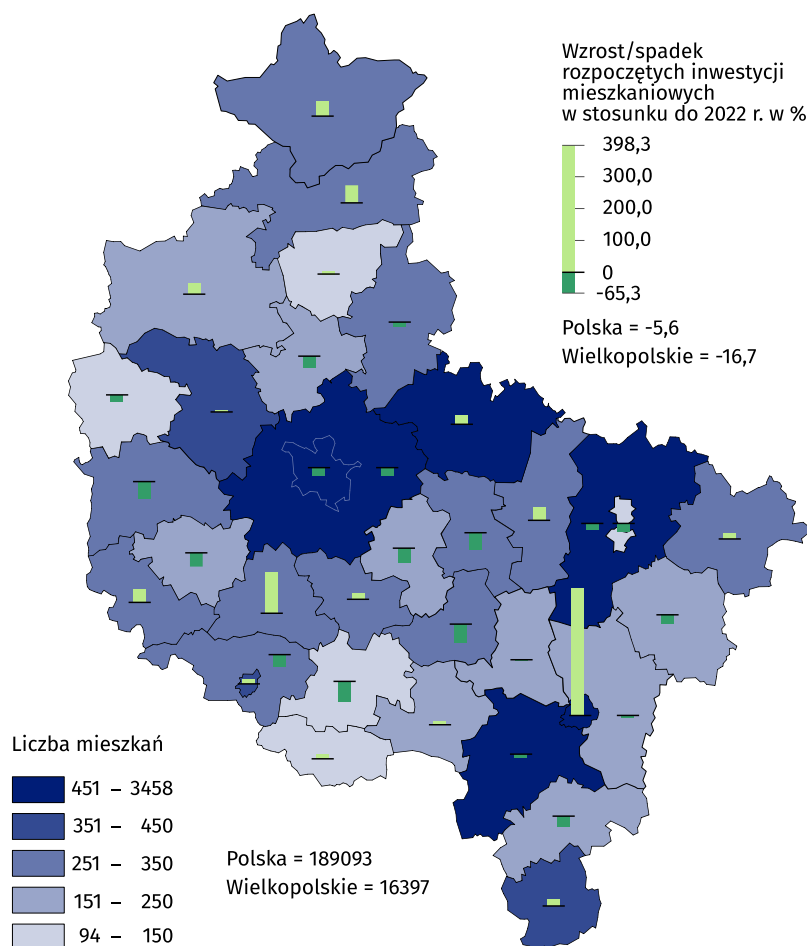 Wzrost/spadek
rozpoczętych inwestycji
mieszkaniowych
w stosunku do 2022 r. w %
398,3
300,0
200,0
100,0
0
-65,3
Polska = -5,6
Wielkopolskie = -16,7
Liczba mieszkań
451 – 3458
351 – 450
251 – 350
151 – 250
94 – 150
Polska = 189093
Wielkopolskie = 16397